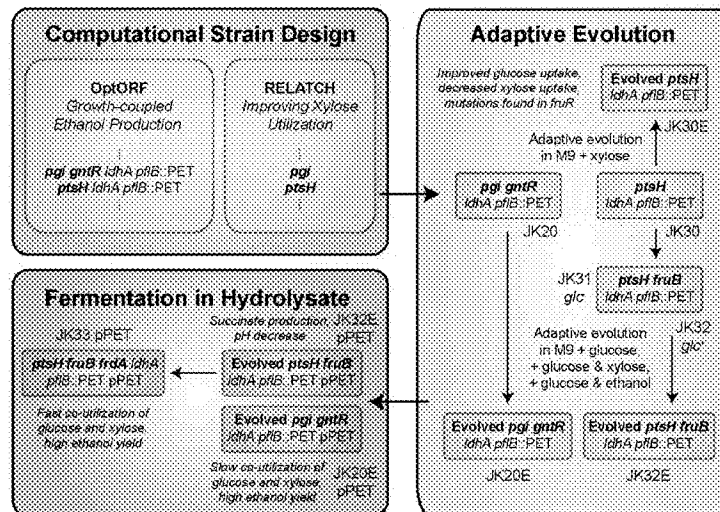 Computational Strain Design
OptORF
Growth-coupled
Ethanol Production
⋮
pgi gntR ldhA pflB::PET
ptsH ldhA pflB::PET
RELATCH
Improving Xylose
Utilization
⋮
pgi
ptsH
⋮
Adaptive Evolution
Improved glucose uptake,
decreased xylose uptake,
mutations found in fruR
Evolved ptsH
ldhA pflB::PET
JK30E
Adaptive evolution
in M9 + xylose
pgi gntR
ldhA pflB::PET
JK20
ptsH
ldhA pflB::PET
JK30
JK31
glc-
ptsH fruB
ldhA pflB::PET
JK32
glc+
Adaptive evolution
in M9 + glucose,
+ glucose & xylose,
+ glucose & ethanol
Evolved pgi gntR
ldhA pflB::PET
JK20E
Evolved ptsH fruB
ldhA pflB::PET
JK32E
Fermentation in Hydrolysate
JK33 pPET
ptsH fruB frdA ldhA
pflB::PET pPET
Fast co-utilization of
glucose and xylose,
high ethanol yield
Succinate production,
pH decrease
JK32E
pPET
Evolved ptsH fruB
ldhA pflB::PET pPET
Evolved pgi gntR
ldhA pflB::PET pPET
Slow co-utilization of
glucose and xylose,
high ethanol yield
JK20E
pPET